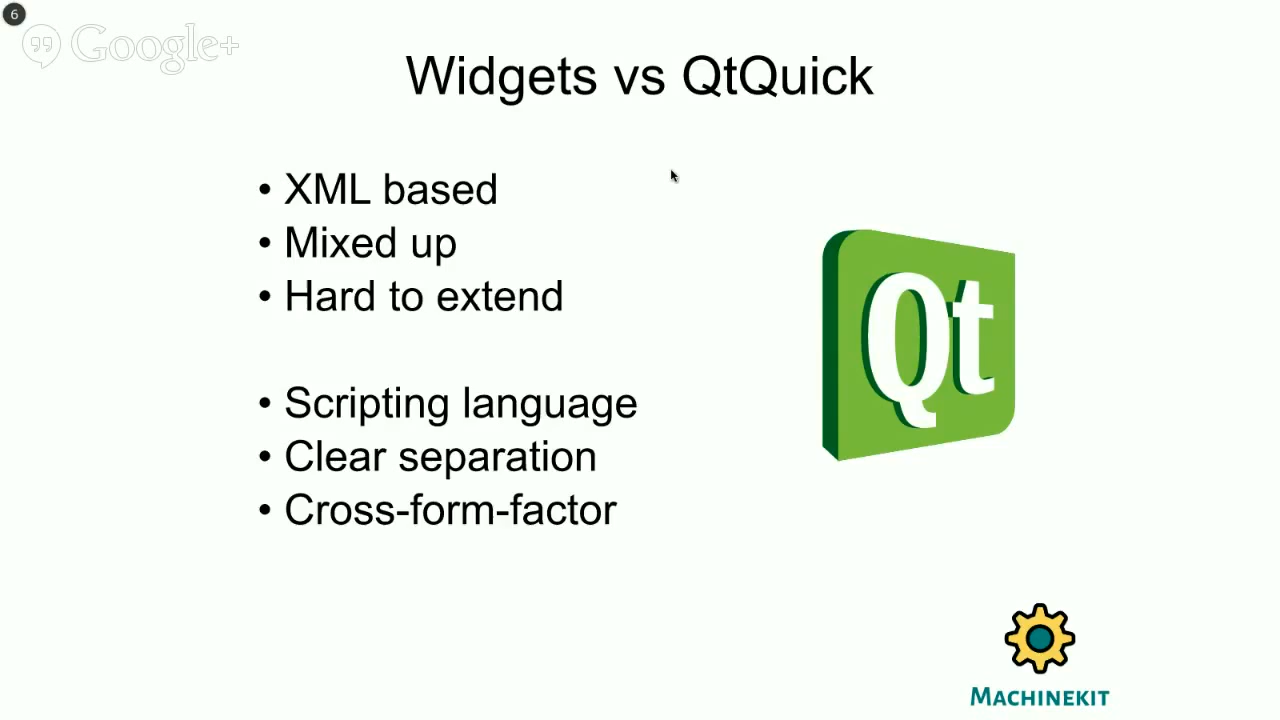 6
Google+
Widgets vs QtQuick
• XML based
• Mixed up
• Hard to extend
• Scripting language
• Clear separation
• Cross-form-factor
Qt
MACHINEKIT